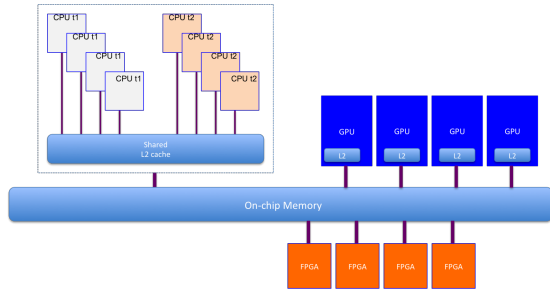 CPU t1
CPU t1
CPU t1
CPU t1
CPU t2
CPU t2
CPU t2
CPU t2
Shared
L2 cache
GPU
GPU
GPU
GPU
L2
L2
L2
L2
On-chip Memory
FPGA
FPGA
FPGA
FPGA